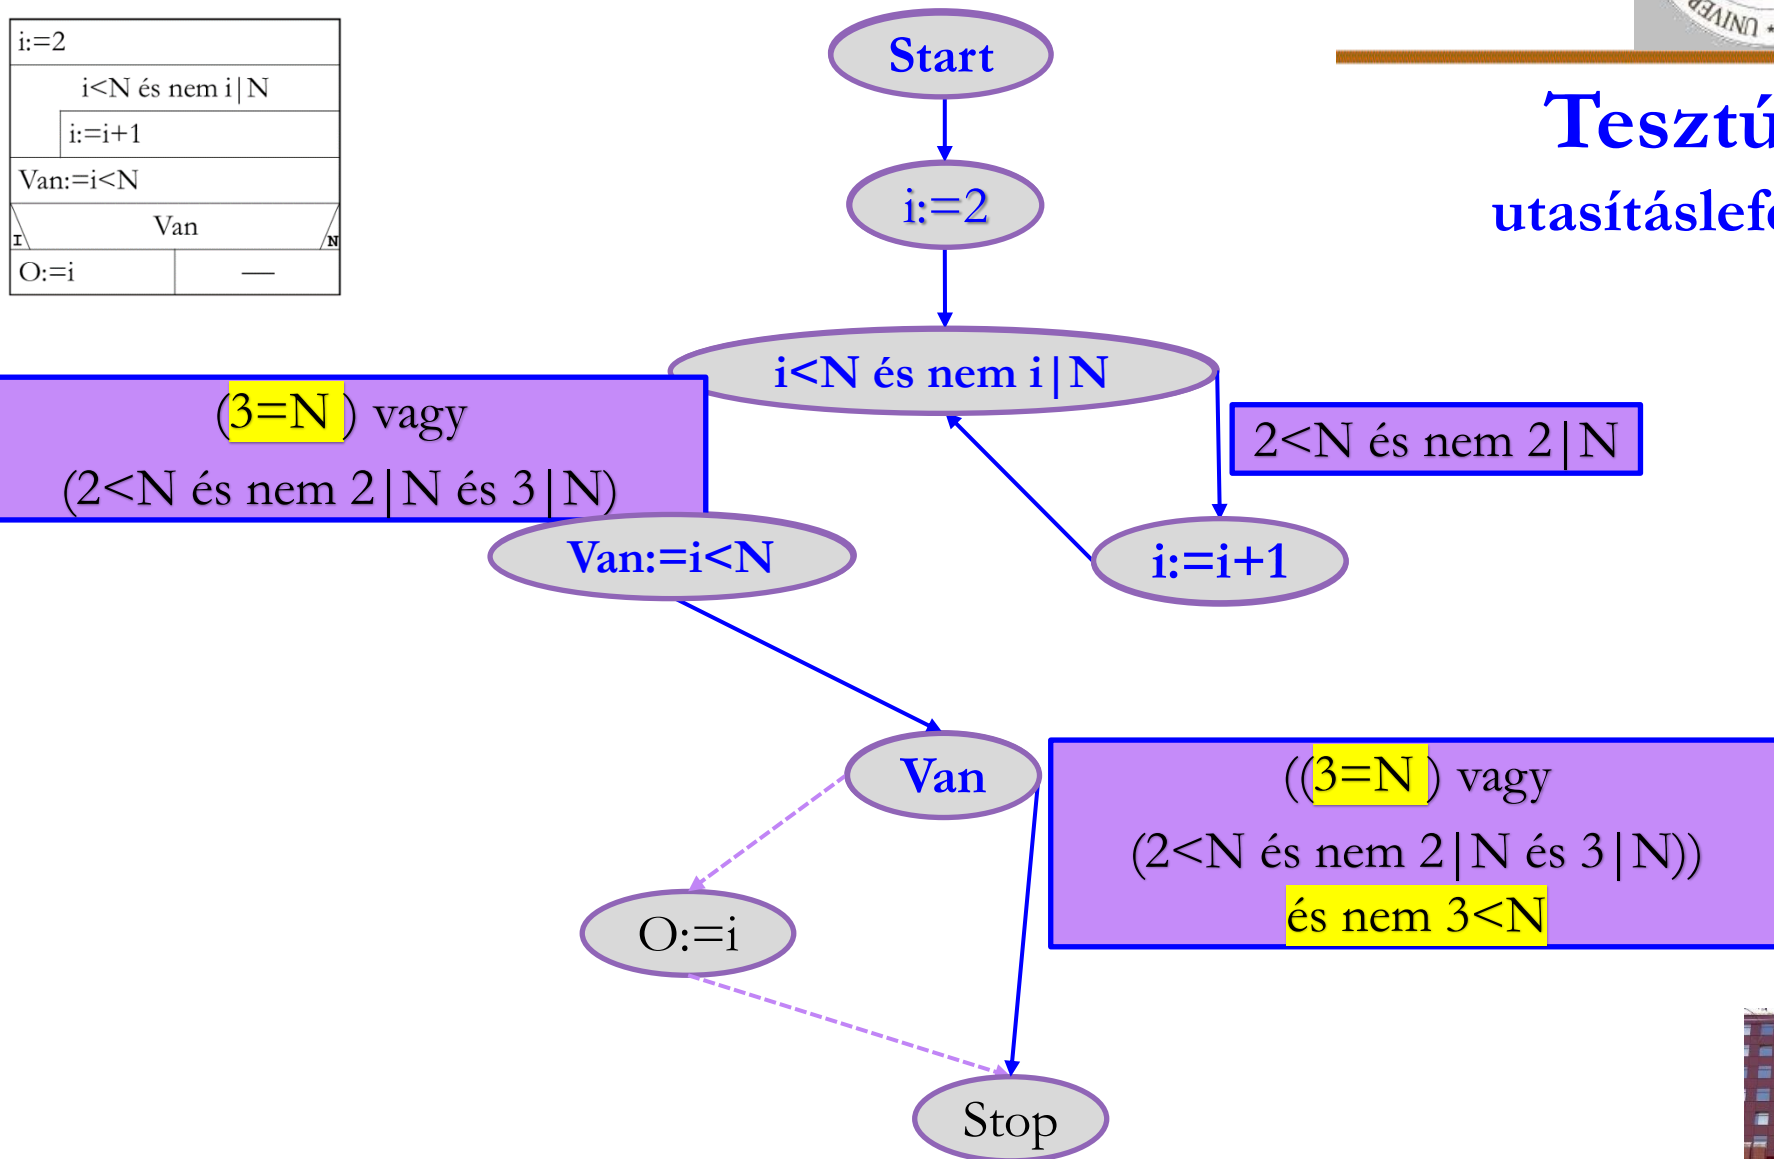 i:=2
i<N és nem i|N
i:=i+1
Van:=i<N
Van
I
N
O:=i
—
Start
i:=2
i<N és nem i|N
(3=N ) vagy
(2<N és nem 2|N és 3|N)
2<N és nem 2|N
Van:=i<N
i:=i+1
Van
((3=N ) vagy
(2<N és nem 2|N és 3|N))
és nem 3<N
O:=i
Stop
UNIVER
Tesztú
utasításlefe